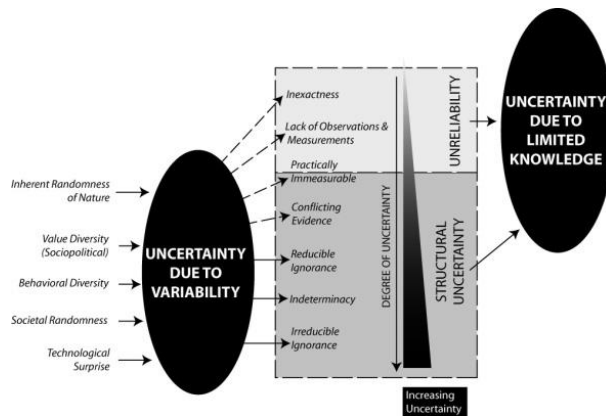 Inherent Randomness
of Nature
Value Diversity
(Sociopolitical)
Behavioral Diversity
Societal Randomness
Technological
Surprise
UNCERTAINTY
DUE TO
VARIABILITY
Inexactness
Lack of Observations &
Measurements
Practically
Immeasurable
Conflicting
Evidence
Reducible
Ignorance
Indeterminacy
Irreducible
Ignorance
DEGREE OF UNCERTAINTY
UNRELIABILITY
STRUCTURAL
UNCERTAINTY
Increasing
Uncertainty
UNCERTAINTY
DUE TO
LIMITED
KNOWLEDGE